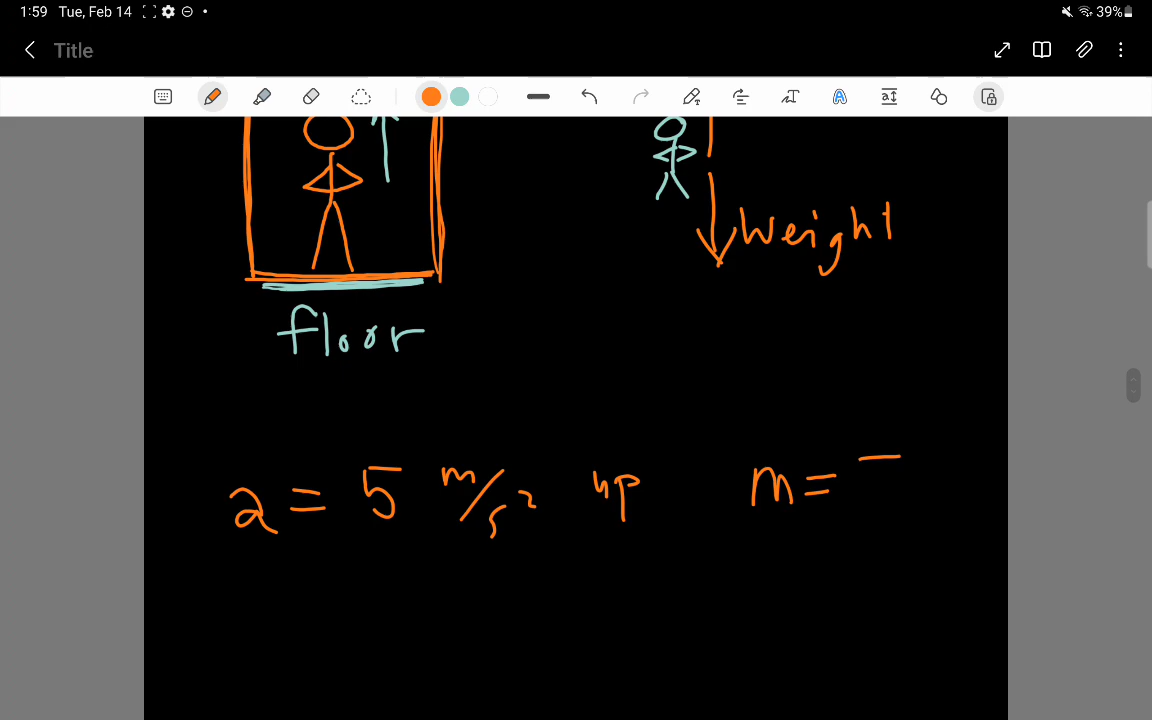 1:59 Tue, Feb 14 39%
Title
Weight
floor
a = 5 m/s² up m =